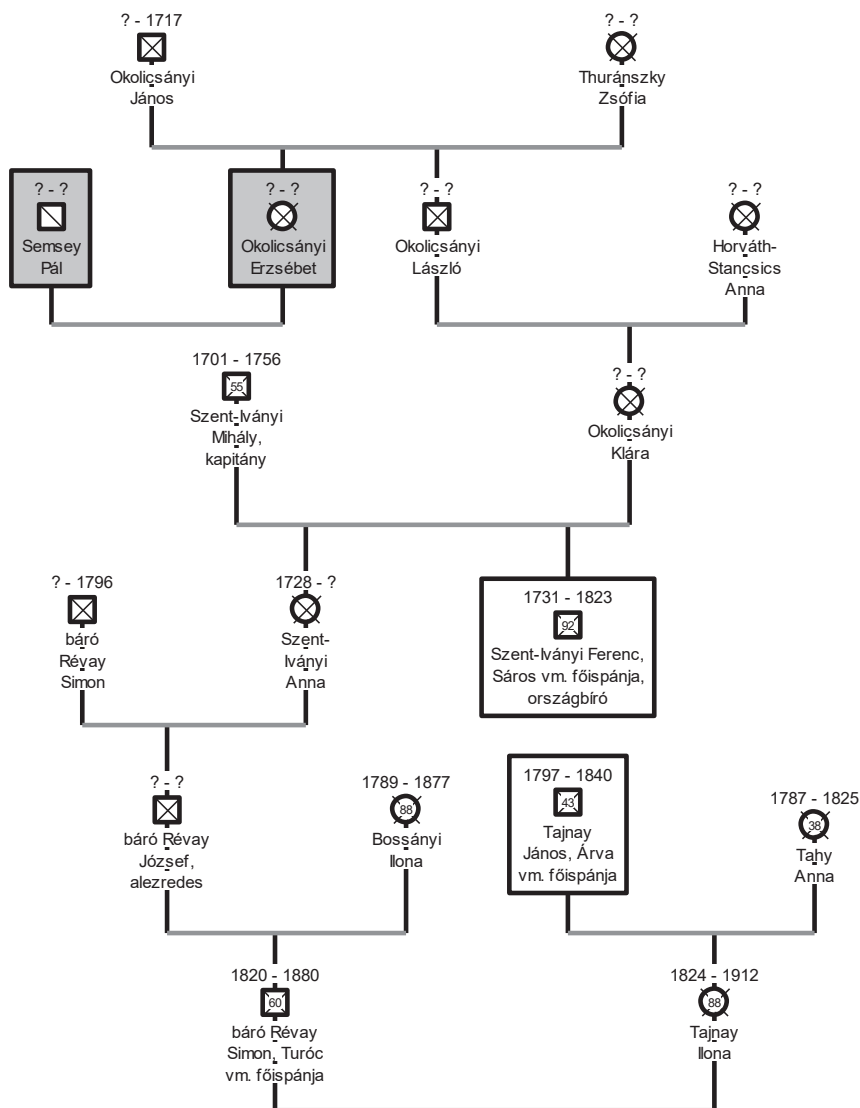 ? - 1717
Okolicsányi
János
? - ?
Thuránszky
Zsófia
? - ?
Semsey
Pál
? - ?
Okolicsányi
Erzsébet
? - ?
Okolicsányi
László
? - ?
Horváth-
Stancsics
Anna
1701 - 1756
55
Szent-Iványi
Mihály,
kapitány
? - ?
Okolicsányi
Klára
? - 1796
báró
Révay
Simon
1728 - ?
Szent-
Iványi
Anna
1731 - 1823
92
Szent-Iványi Ferenc,
Sáros vm. főispánja,
országbíró
? - ?
báró Révay
József,
alezredes
1789 - 1877
88
Bossányi
Ilona
1797 - 1840
43
Tajnay
János, Árva
vm. főispánja
1787 - 1825
38
Tahy
Anna
1820 - 1880
60
báró Révay
Simon, Turóc
vm. főispánja
1824 - 1912
88
Tajnay
Ilona